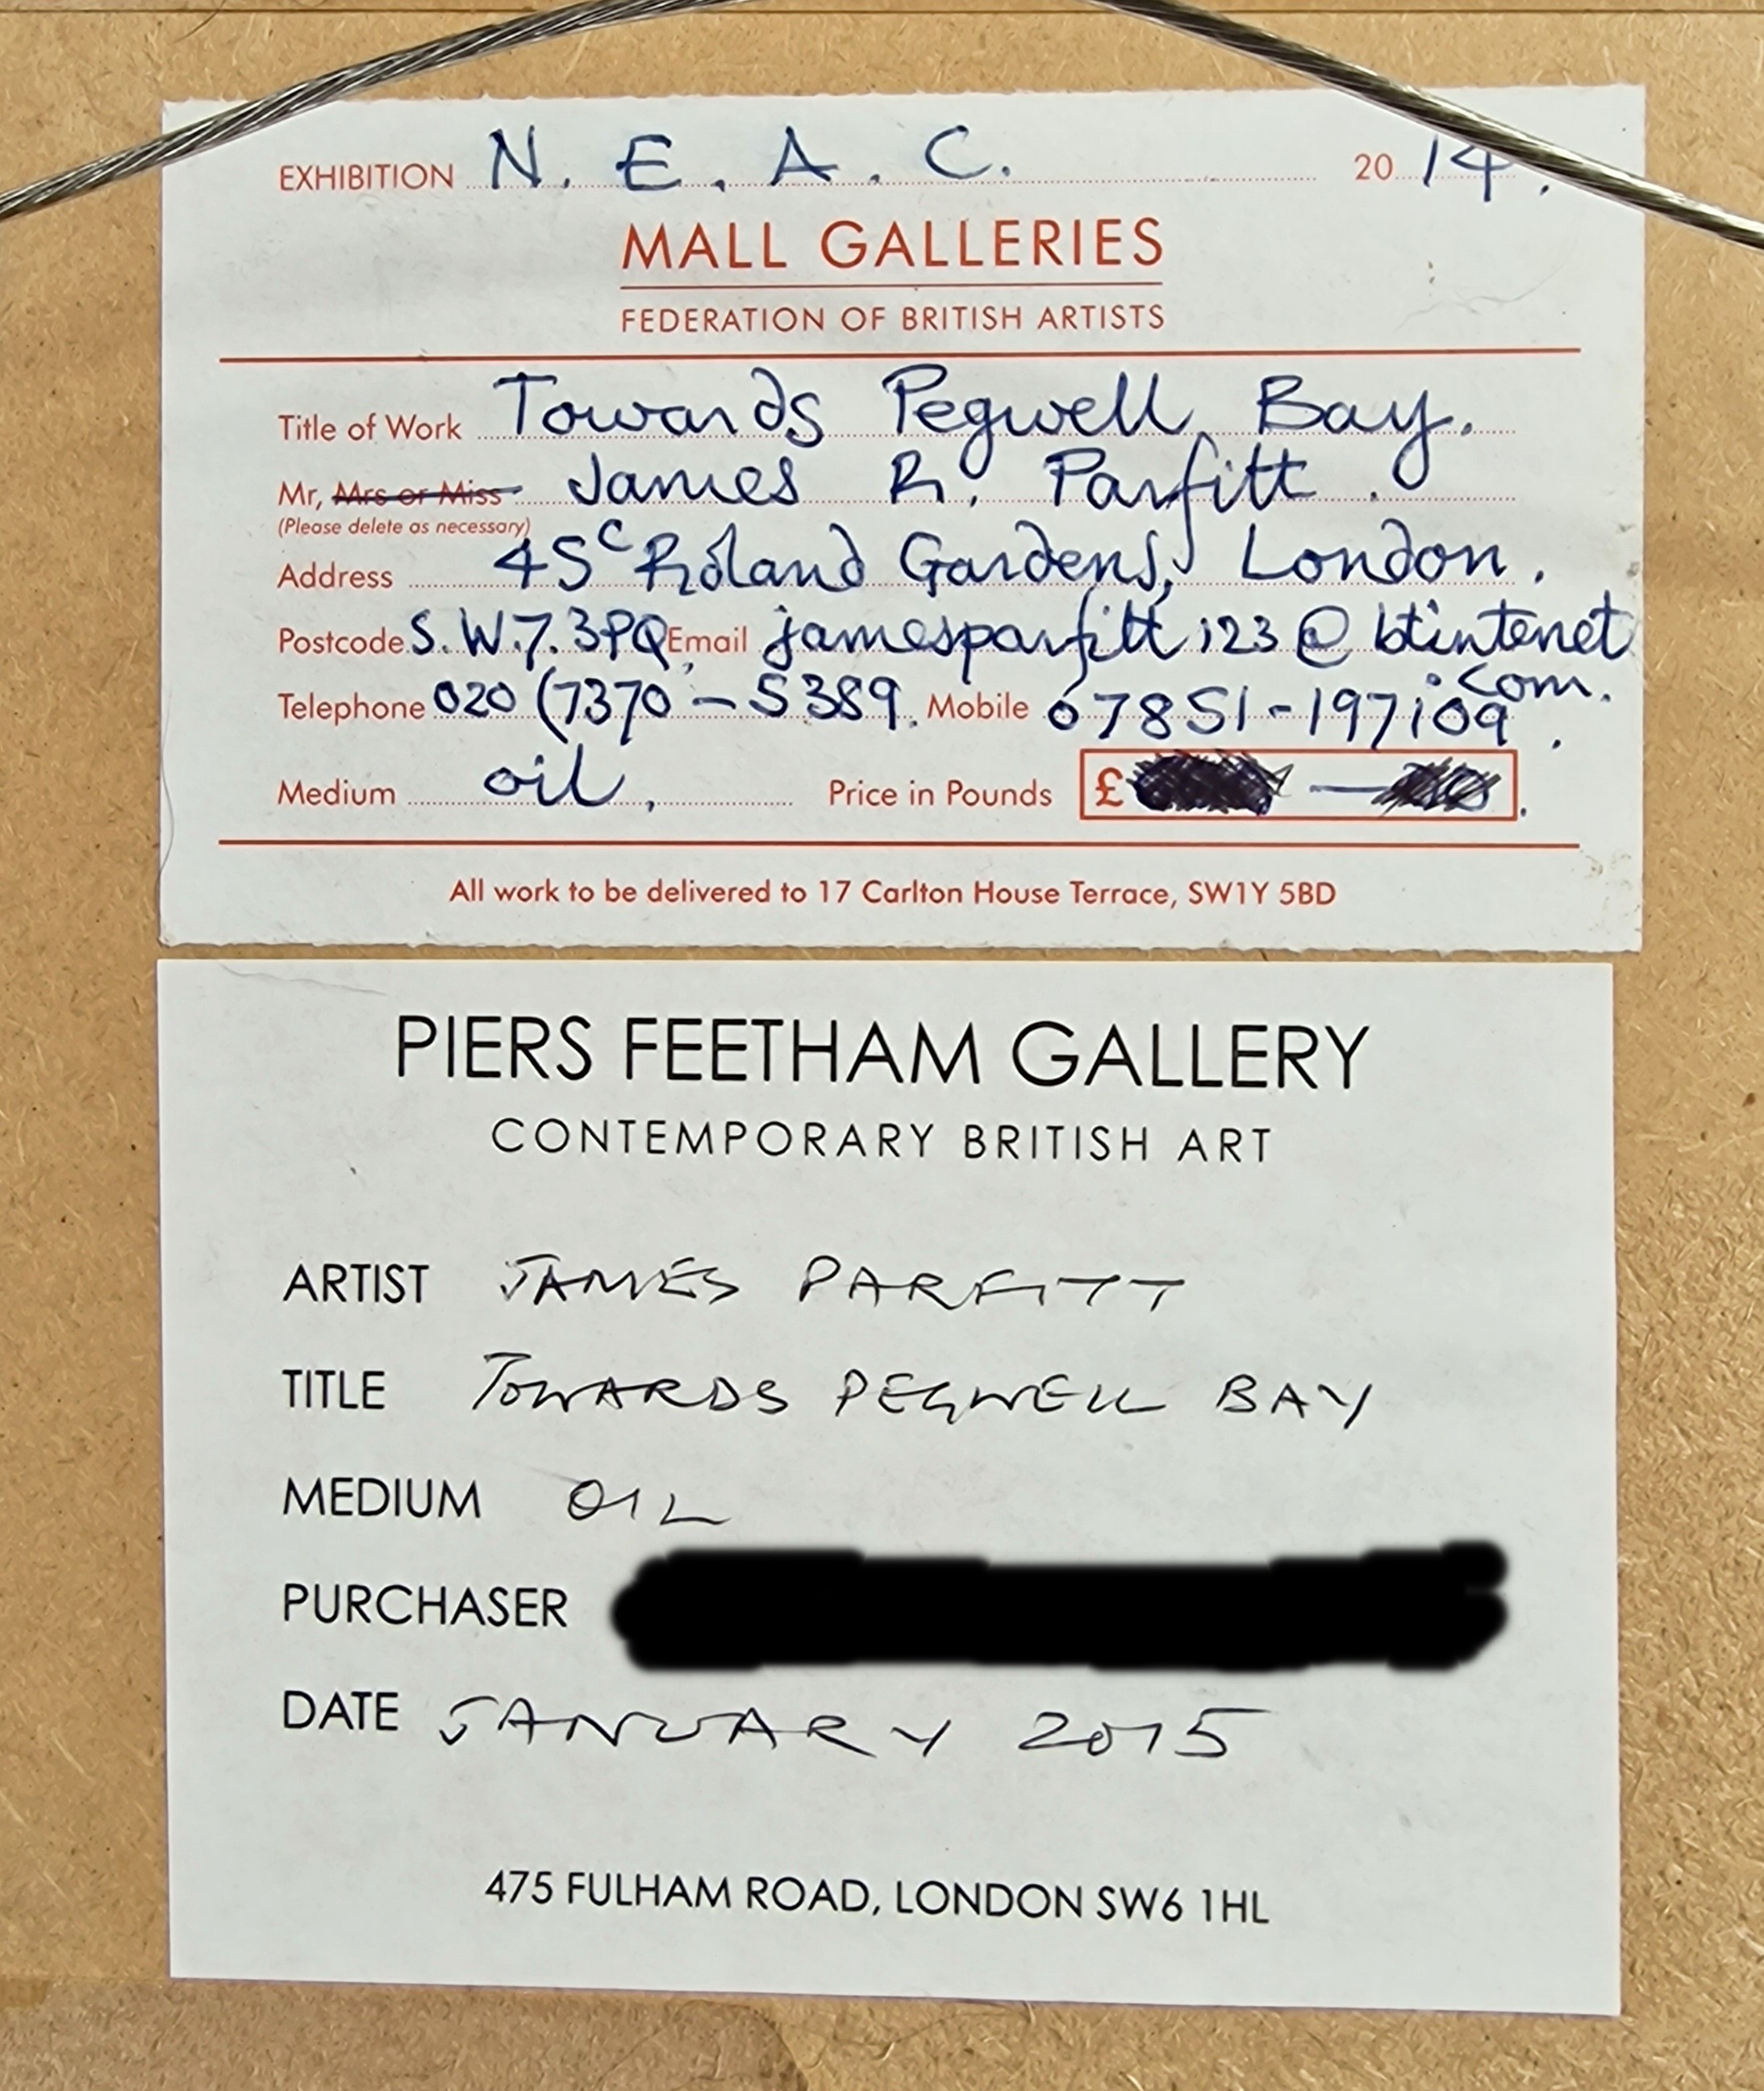 EXHIBITION N. E. A. C. 20 14.
MALL GALLERIES
FEDERATION OF BRITISH ARTISTS
Title of Work Towards Pegwell Bay.
Mr, Mrs or Miss James R. Parfitt.
(Please delete as necessary)
Address 45C Roland Gardens, London.
Postcode S.W.7. 3PQ Email jamesparfitt123@btintenet
.com.
Telephone 020 (7370 - 5389. Mobile 07851-197109.
Medium oil. Price in Pounds £ —
All work to be delivered to 17 Carlton House Terrace, SW1Y 5BD
PIERS FEETHAM GALLERY
CONTEMPORARY BRITISH ART
ARTIST JAMES PARFITT
TITLE TOWARDS PEGWELL BAY
MEDIUM OIL
PURCHASER
DATE JANUARY 2015
475 FULHAM ROAD, LONDON SW6 1HL